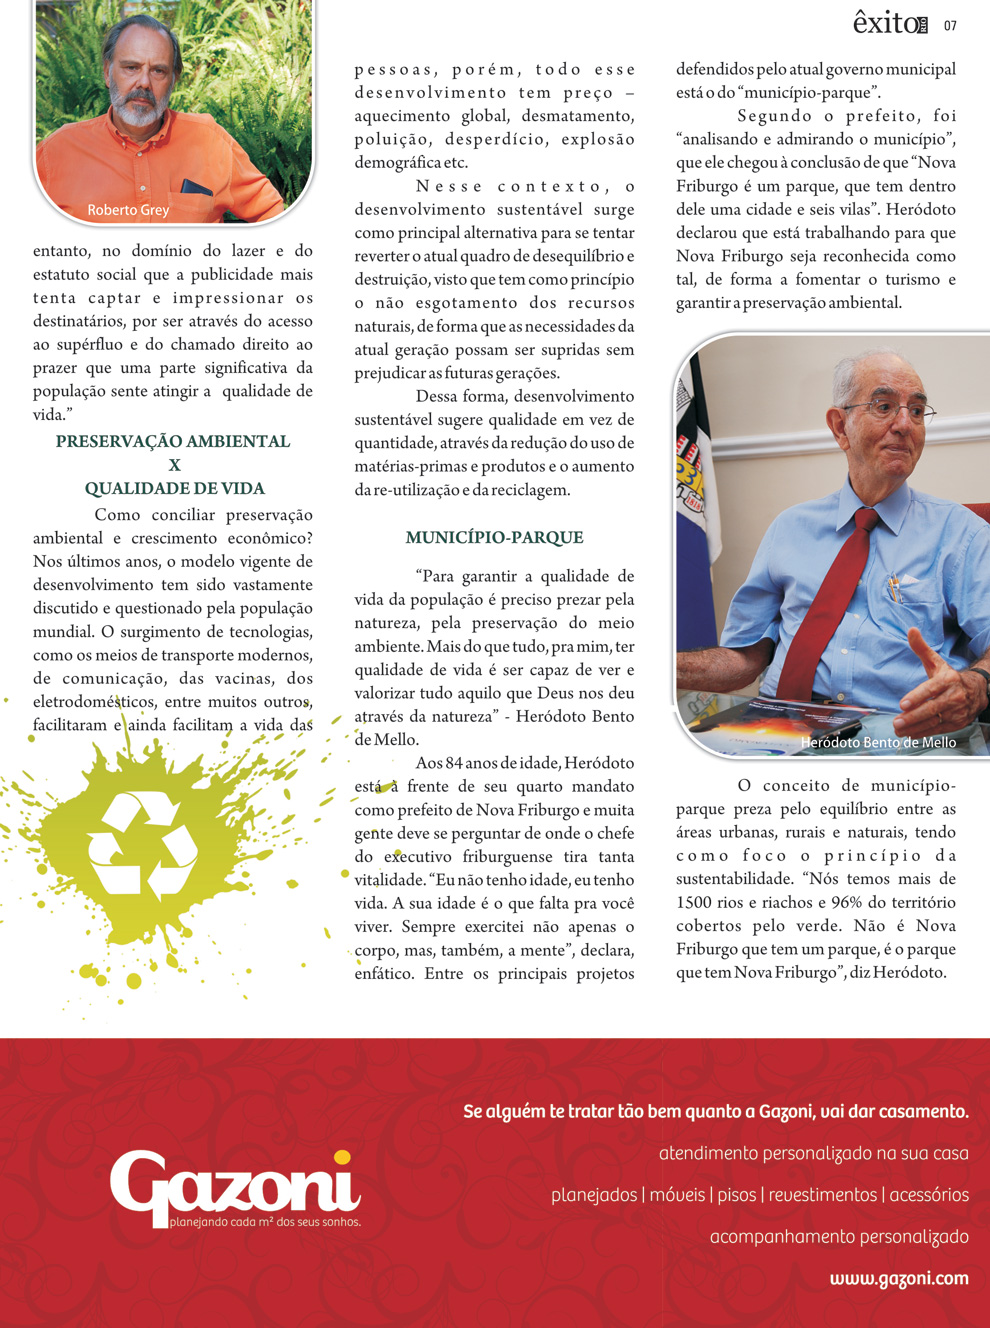 êxito RIO 07
Roberto Grey
entanto, no domínio do lazer e do
estatuto social que a publicidade mais
tenta captar e impressionar os
destinatários, por ser através do acesso
ao supérfluo e do chamado direito ao
prazer que uma parte significativa da
população sente atingir a qualidade de
vida.”
PRESERVAÇÃO AMBIENTAL
X
QUALIDADE DE VIDA
Como conciliar preservação
ambiental e crescimento econômico?
Nos últimos anos, o modelo vigente de
desenvolvimento tem sido vastamente
discutido e questionado pela população
mundial. O surgimento de tecnologias,
como os meios de transporte modernos,
de comunicação, das vacinas, dos
eletrodomésticos, entre muitos outros,
facilitaram e ainda facilitam a vida das
pessoas, porém, todo esse
desenvolvimento tem preço –
aquecimento global, desmatamento,
poluição, desperdício, explosão
demográfica etc.
Nesse contexto, o
desenvolvimento sustentável surge
como principal alternativa para se tentar
reverter o atual quadro de desequilíbrio e
destruição, visto que tem como princípio
o não esgotamento dos recursos
naturais, de forma que as necessidades da
atual geração possam ser supridas sem
prejudicar as futuras gerações.
Dessa forma, desenvolvimento
sustentável sugere qualidade em vez de
quantidade, através da redução do uso de
matérias-primas e produtos e o aumento
da re-utilização e da reciclagem.
MUNICÍPIO-PARQUE
“Para garantir a qualidade de
vida da população é preciso prezar pela
natureza, pela preservação do meio
ambiente. Mais do que tudo, pra mim, ter
qualidade de vida é ser capaz de ver e
valorizar tudo aquilo que Deus nos deu
através da natureza” - Heródoto Bento
de Mello.
Aos 84 anos de idade, Heródoto
está à frente de seu quarto mandato
como prefeito de Nova Friburgo e muita
gente deve se perguntar de onde o chefe
do executivo friburguense tira tanta
vitalidade. “Eu não tenho idade, eu tenho
vida. A sua idade é o que falta pra você
viver. Sempre exercitei não apenas o
corpo, mas, também, a mente”, declara,
enfático. Entre os principais projetos
defendidos pelo atual governo municipal
está o do “município-parque”.
Segundo o prefeito, foi
“analisando e admirando o município”,
que ele chegou à conclusão de que “Nova
Friburgo é um parque, que tem dentro
dele uma cidade e seis vilas”. Heródoto
declarou que está trabalhando para que
Nova Friburgo seja reconhecida como
tal, de forma a fomentar o turismo e
garantir a preservação ambiental.
1818
Heródoto Bento de Mello
O conceito de município-
parque preza pelo equilíbrio entre as
áreas urbanas, rurais e naturais, tendo
como foco o princípio da
sustentabilidade. “Nós temos mais de
1500 rios e riachos e 96% do território
cobertos pelo verde. Não é Nova
Friburgo que tem um parque, é o parque
que tem Nova Friburgo”, diz Heródoto.
Gazoni
planejando cada m² dos seus sonhos.
Se alguém te tratar tão bem quanto a Gazoni, vai dar casamento.
atendimento personalizado na sua casa
planejados | móveis | pisos | revestimentos | acessórios
acompanhamento personalizado
www.gazoni.com